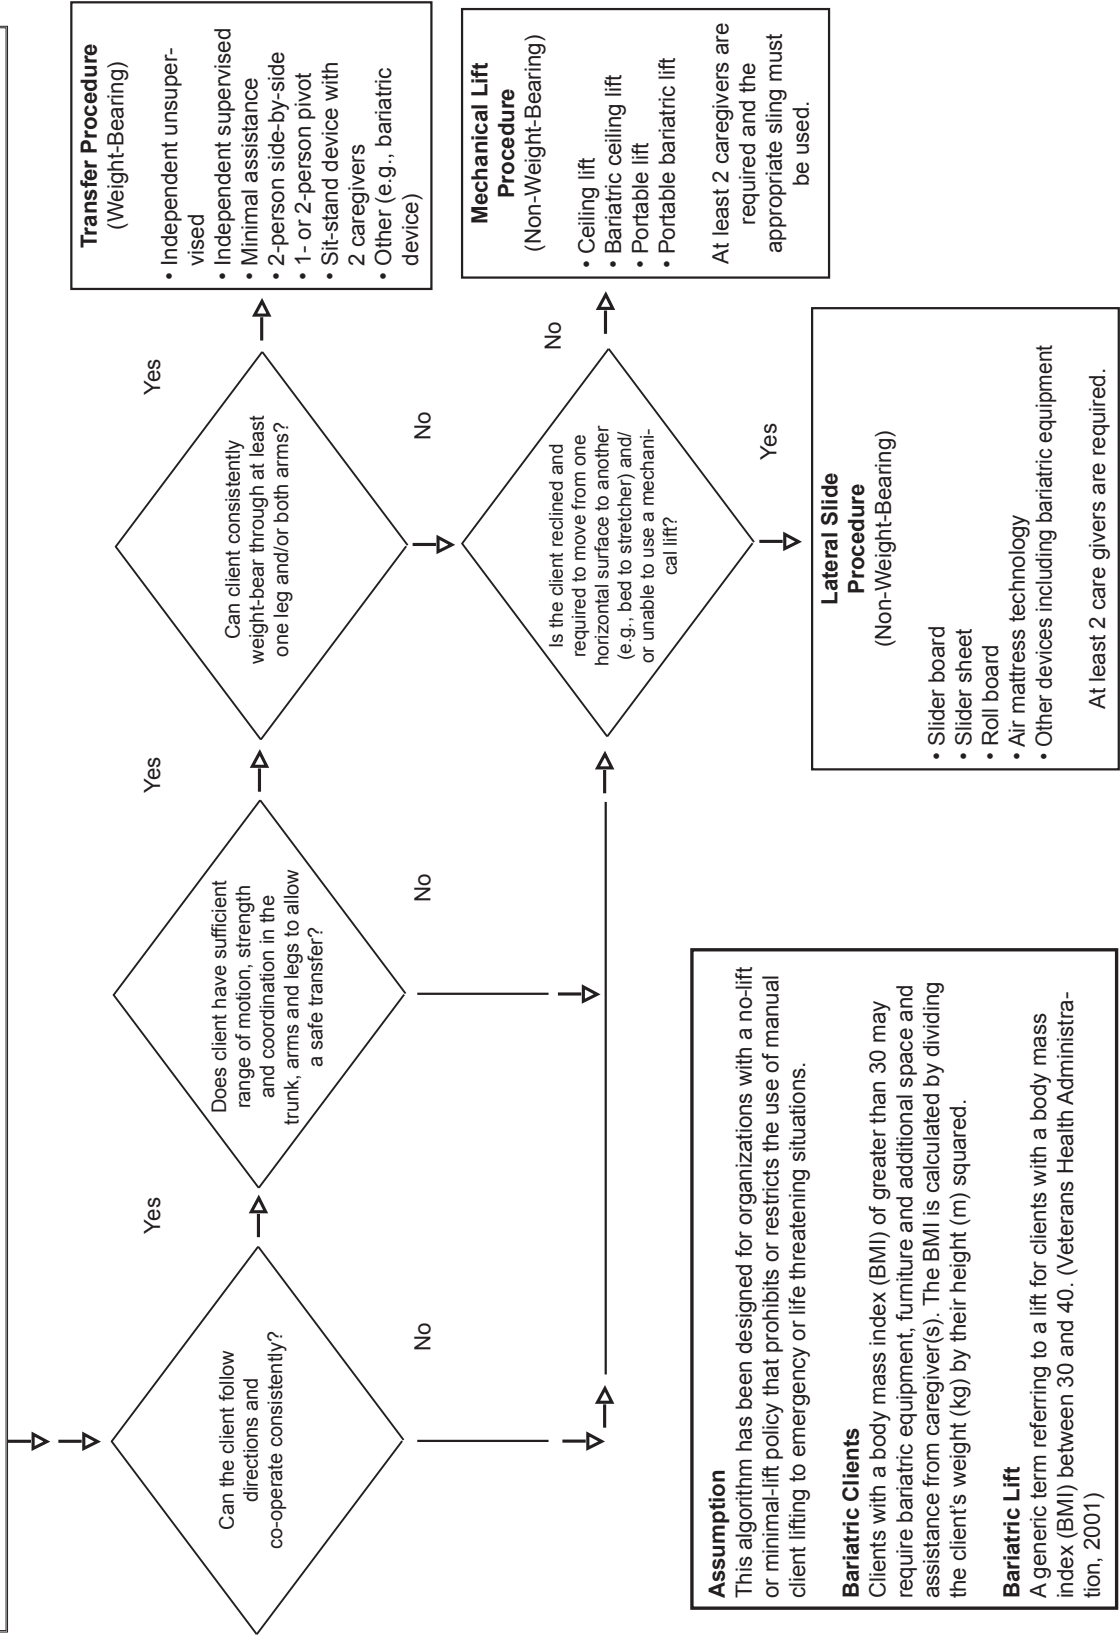 Can the client follow
directions and
co-operate consistently?
Yes
No
Does client have sufficient
range of motion, strength
and coordination in the
trunk, arms and legs to allow
a safe transfer?
Yes
No
Can client consistently
weight-bear through at least
one leg and/or both arms?
Yes
No
Transfer Procedure
(Weight-Bearing)
• Independent unsuper-
vised
• Independent supervised
• Minimal assistance
• 2-person side-by-side
• 1- or 2-person pivot
• Sit-stand device with
2 caregivers
• Other (e.g., bariatric
device)
Is the client reclined and
required to move from one
horizontal surface to another
(e.g., bed to stretcher) and/
or unable to use a mechani-
cal lift?
No
Yes
Mechanical Lift
Procedure
(Non-Weight-Bearing)
• Ceiling lift
• Bariatric ceiling lift
• Portable lift
• Portable bariatric lift
At least 2 caregivers are
required and the
appropriate sling must
be used.
Lateral Slide
Procedure
(Non-Weight-Bearing)
• Slider board
• Slider sheet
• Roll board
• Air mattress technology
• Other devices including bariatric equipment
At least 2 care givers are required.
Assumption
This algorithm has been designed for organizations with a no-lift
or minimal-lift policy that prohibits or restricts the use of manual
client lifting to emergency or life threatening situations.
Bariatric Clients
Clients with a body mass index (BMI) of greater than 30 may
require bariatric equipment, furniture and additional space and
assistance from caregiver(s). The BMI is calculated by dividing
the client's weight (kg) by their height (m) squared.
Bariatric Lift
A generic term referring to a lift for clients with a body mass
index (BMI) between 30 and 40. (Veterans Health Administra-
tion, 2001)